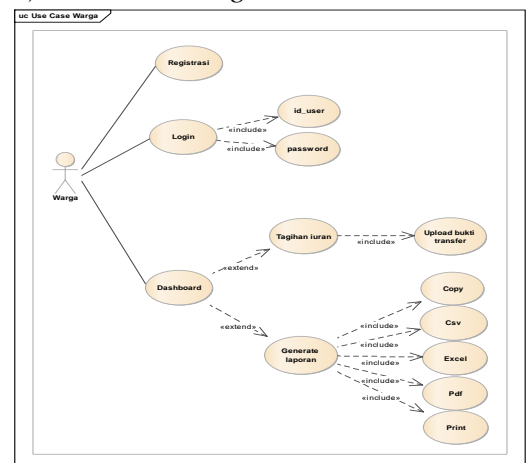 uc Use Case Warga
Registrasi
Login
«include»
id_user
«include»
password
Warga
Dashboard
«extend»
Tagihan iuran
«include»
Upload bukti
transfer
«extend»
Generate
laporan
«include»
Copy
«include»
Csv
«include»
Excel
«include»
Pdf
«include»
Print